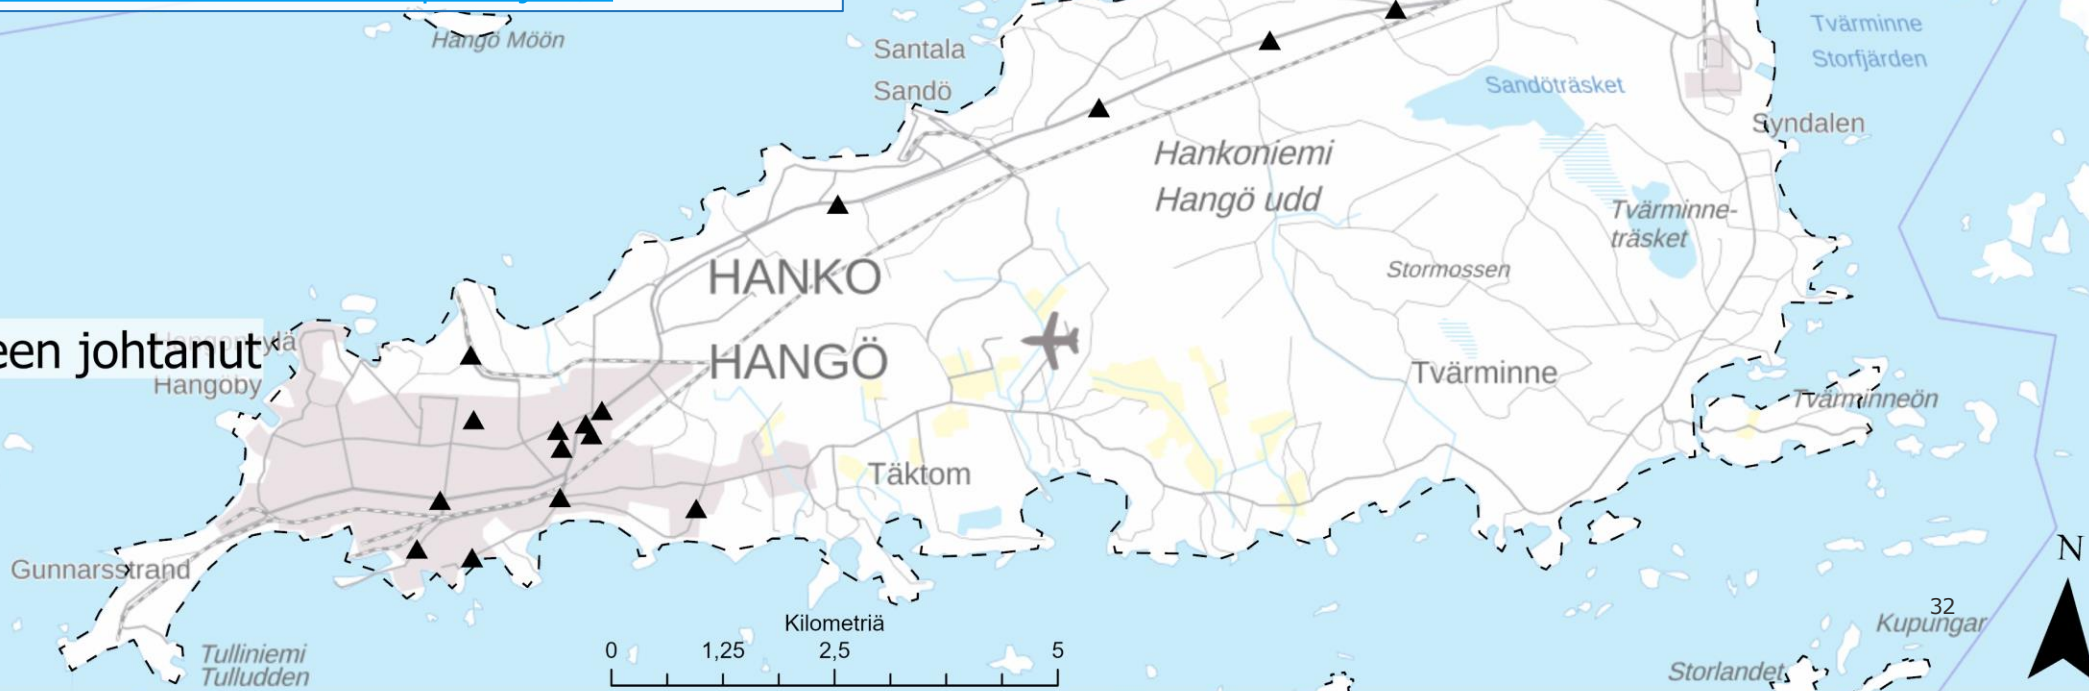 Hangö Möön
Santala
Sandö
Tvärminne
Storfjärden
Sandöträsket
Syndalen
Hankoniemi
Hangö udd
Tvärminne-
träsket
HANKO
HANGÖ
Stormossen
een johtanut
Hangöby
Tvärminne
Tvärminneön
Täktom
Gunnarsstrand
Tulliniemi
Tulludden
Kilometriä
0 1,25 2,5 5
N
32
Kupungar
Storlandet